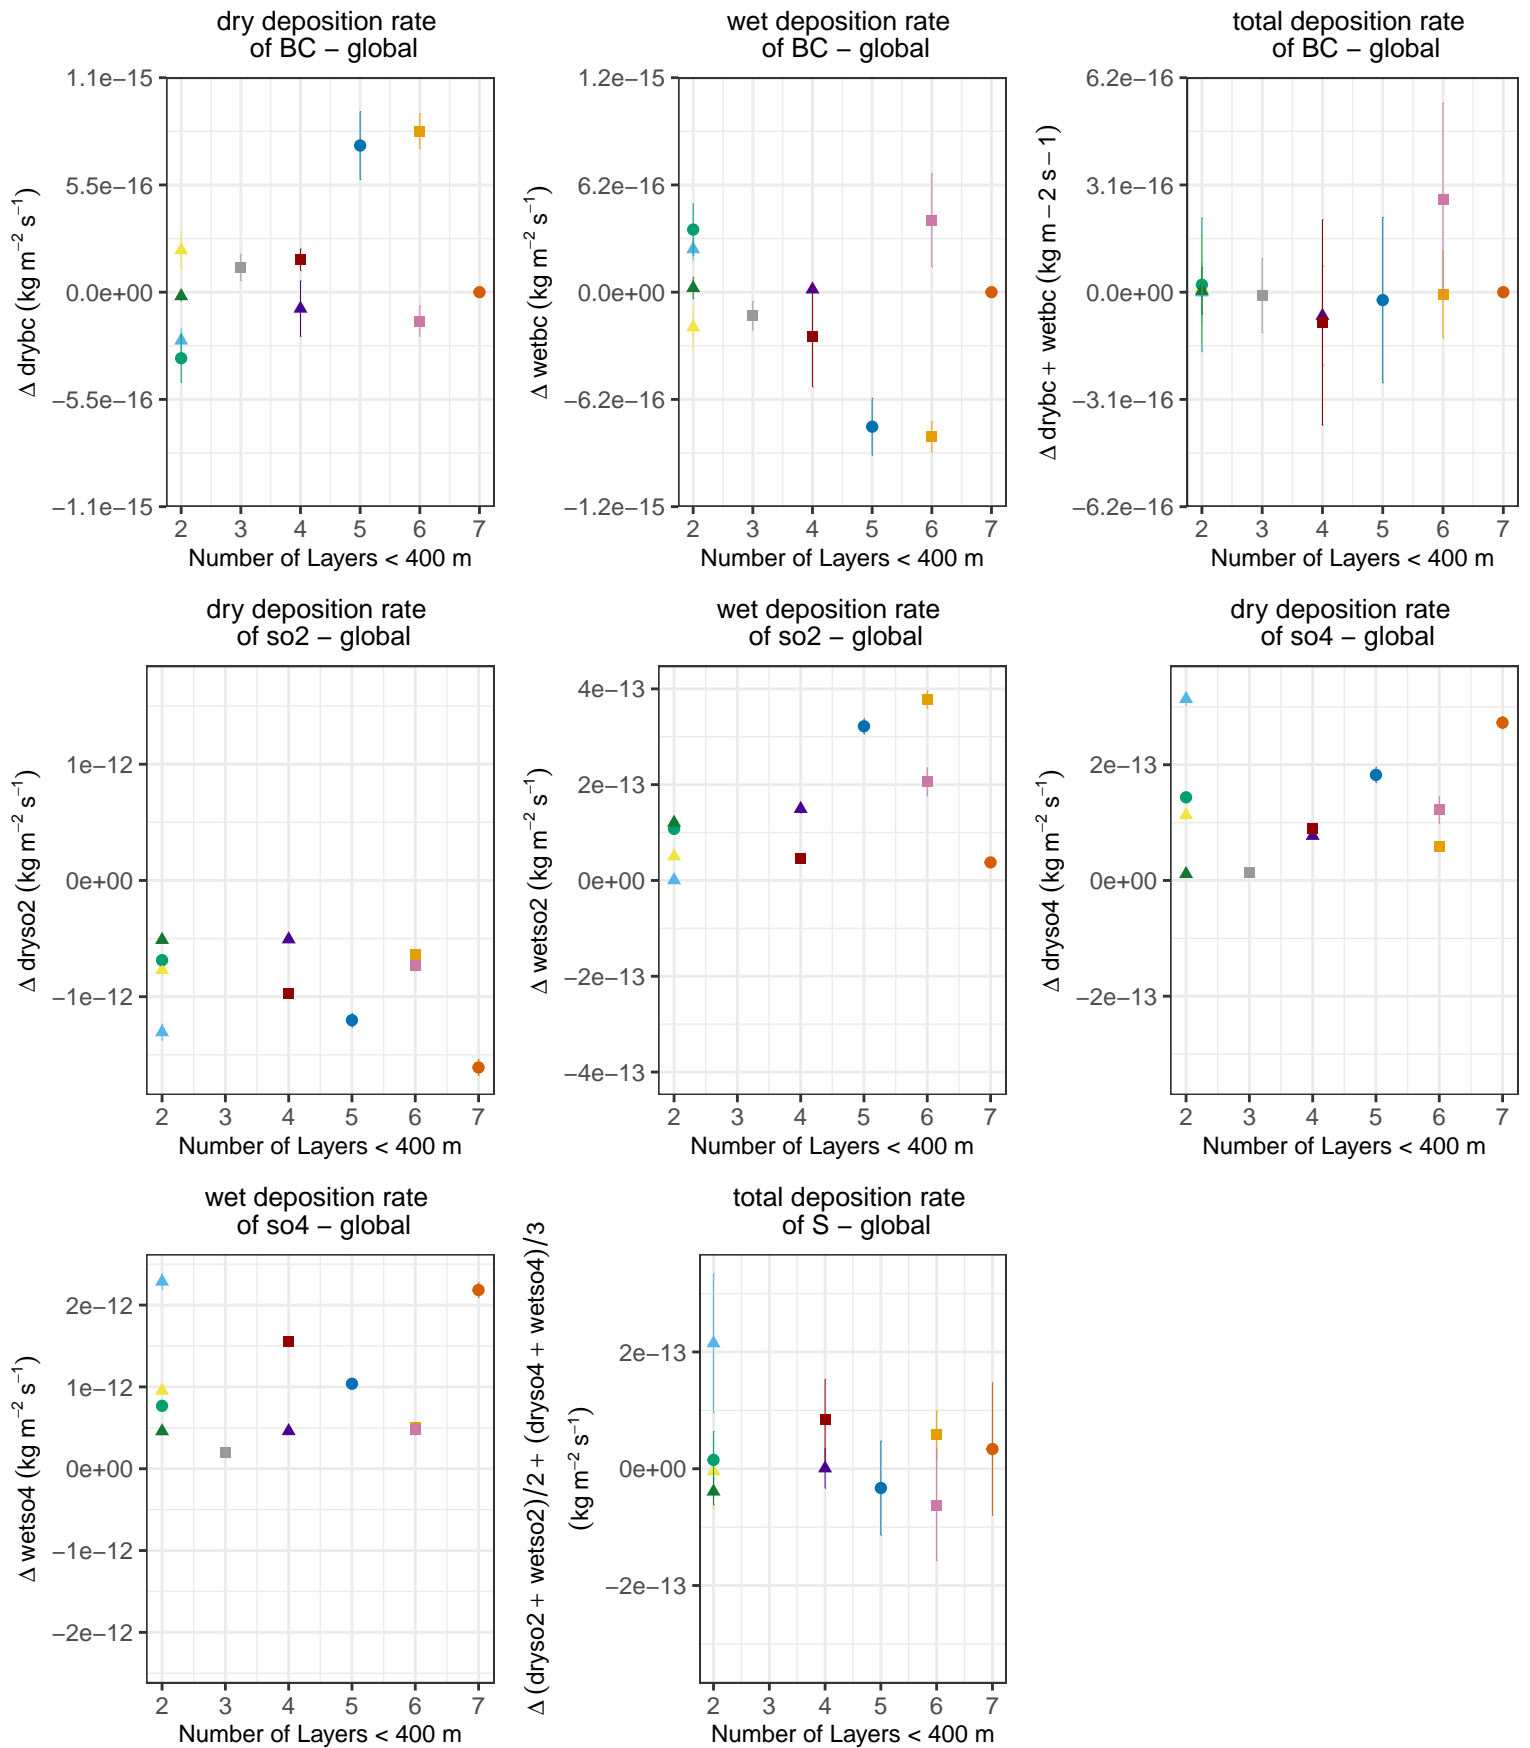 dry deposition rate
of BC − global
1.1e−15
5.5e−16
0.0e+00
−5.5e−16
−1.1e−15
Δ drybc (kg m−2 s−1)
2 3 4 5 6 7
Number of Layers < 400 m
wet deposition rate
of BC − global
1.2e−15
6.2e−16
0.0e+00
−6.2e−16
−1.2e−15
Δ wetbc (kg m−2 s−1)
2 3 4 5 6 7
Number of Layers < 400 m
total deposition rate
of BC − global
6.2e−16
3.1e−16
0.0e+00
−3.1e−16
−6.2e−16
Δ drybc + wetbc (kg m − 2 s − 1)
2 3 4 5 6 7
Number of Layers < 400 m
dry deposition rate
of so2 − global
1e−12
0e+00
−1e−12
Δ dryso2 (kg m−2 s−1)
2 3 4 5 6 7
Number of Layers < 400 m
wet deposition rate
of so2 − global
4e−13
2e−13
0e+00
−2e−13
−4e−13
Δ wetso2 (kg m−2 s−1)
2 3 4 5 6 7
Number of Layers < 400 m
dry deposition rate
of so4 − global
2e−13
0e+00
−2e−13
Δ dryso4 (kg m−2 s−1)
2 3 4 5 6 7
Number of Layers < 400 m
wet deposition rate
of so4 − global
2e−12
1e−12
0e+00
−1e−12
−2e−12
Δ wetso4 (kg m−2 s−1)
2 3 4 5 6 7
Number of Layers < 400 m
total deposition rate
of S − global
2e−13
0e+00
−2e−13
Δ (dryso2 + wetso2)/2 + (dryso4 + wetso4)/3
(kg m−2 s−1)
2 3 4 5 6 7
Number of Layers < 400 m